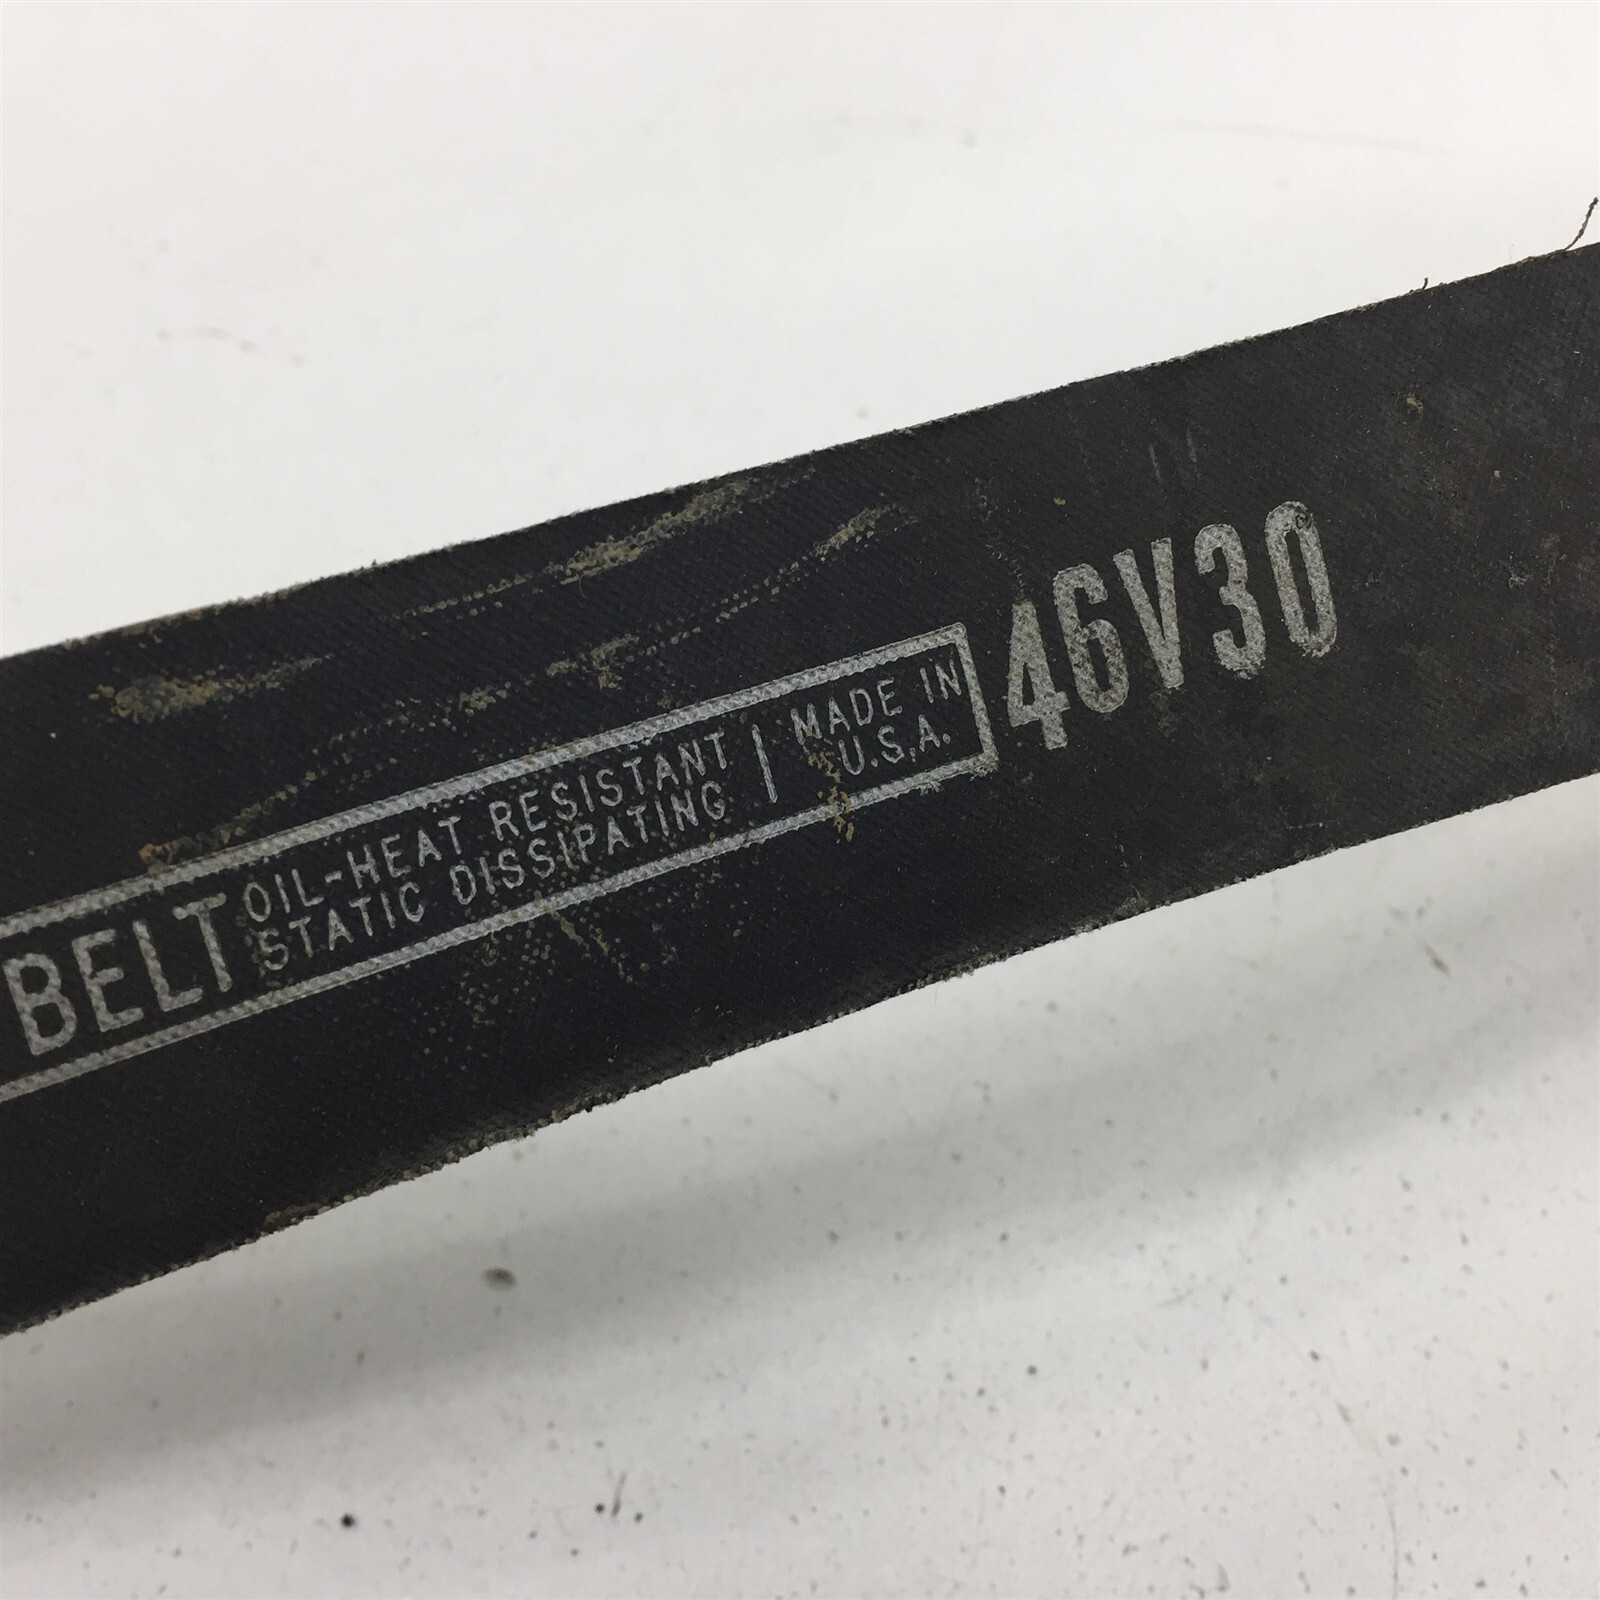 BELT
OIL-HEAT RESISTANT
STATIC DISSIPATING
MADE IN
U.S.A.
46V30